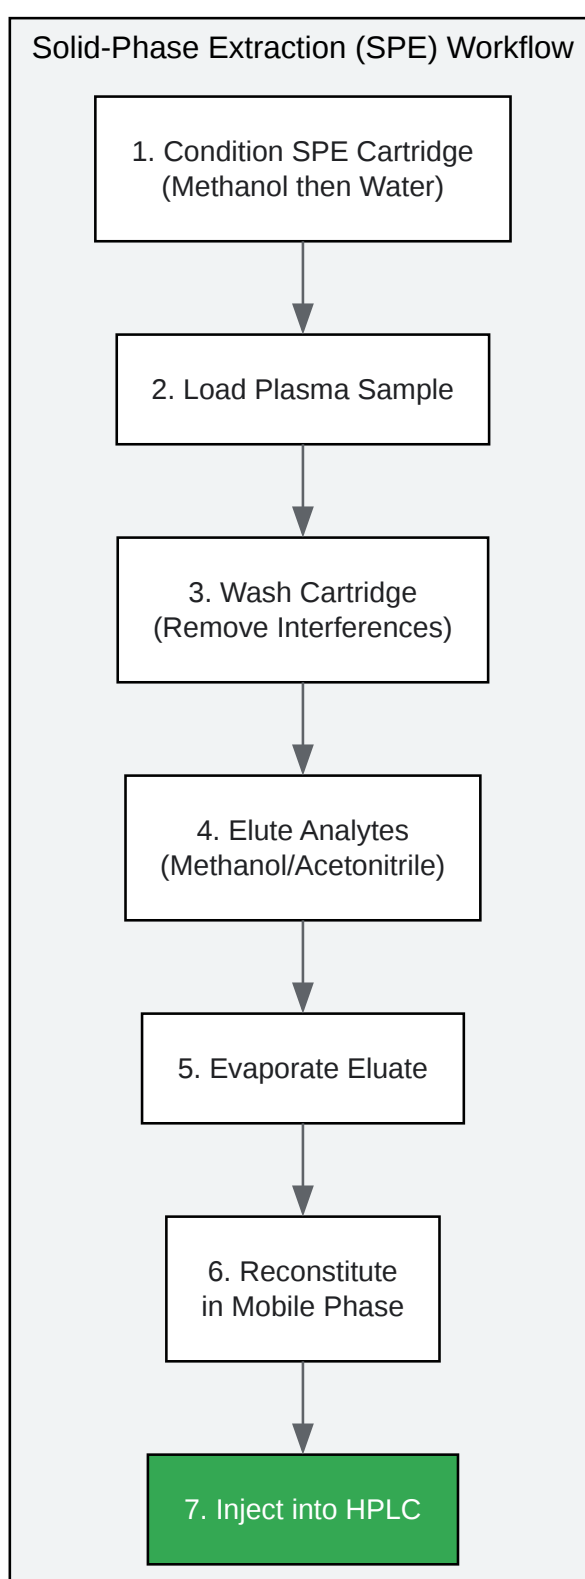 Solid-Phase Extraction (SPE) Workflow
1. Condition SPE Cartridge
(Methanol then Water)
2. Load Plasma Sample
3. Wash Cartridge
(Remove Interferences)
4. Elute Analytes
(Methanol/Acetonitrile)
5. Evaporate Eluate
6. Reconstitute
in Mobile Phase
7. Inject into HPLC